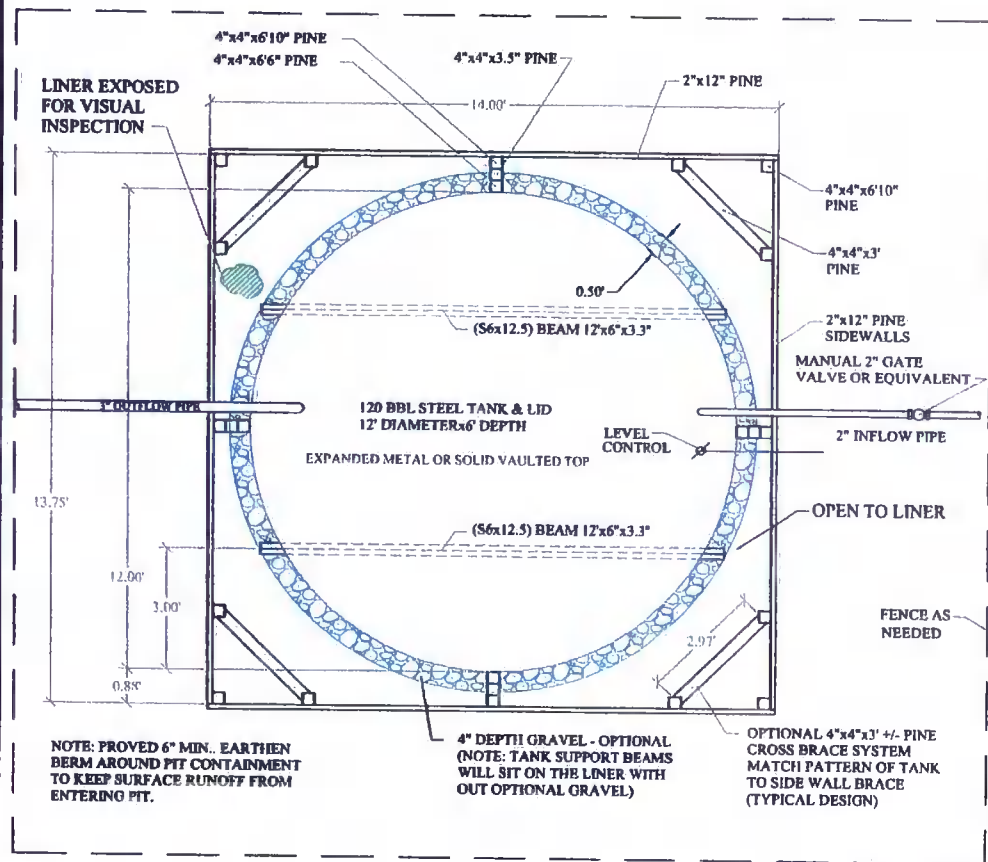 4"x4"x6'10" PINE
4"x4"x6'6" PINE
4"x4"x3.5" PINE
2"x12" PINE
LINER EXPOSED
FOR VISUAL
INSPECTION
14.00'
4"x4"x6'10"
PINE
4"x4"x3'
PINE
0.50'
(S6x12.5) BEAM 12'x6"x3.3"
2"x12" PINE
SIDEWALLS
MANUAL 2" GATE
VALVE OR EQUIVALENT
3" OUTFLOW PIPE
120 BBL STEEL TANK & LID
12' DIAMETERx6' DEPTH
LEVEL
CONTROL
2" INFLOW PIPE
EXPANDED METAL OR SOLID VAULTED TOP
13.75'
OPEN TO LINER
(S6x12.5) BEAM 12'x6"x3.3"
12.00'
3.00'
2.97'
FENCE AS
NEEDED
0.88'
NOTE: PROVED 6" MIN.. EARTHEN
BERM AROUND PIT CONTAINMENT
TO KEEP SURFACE RUNOFF FROM
ENTERING PIT.
4" DEPTH GRAVEL - OPTIONAL
(NOTE: TANK SUPPORT BEAMS
WILL SIT ON THE LINER WITH
OUT OPTIONAL GRAVEL)
OPTIONAL 4"x4"x3' +/- PINE
CROSS BRACE SYSTEM
MATCH PATTERN OF TANK
TO SIDE WALL BRACE
(TYPICAL DESIGN)